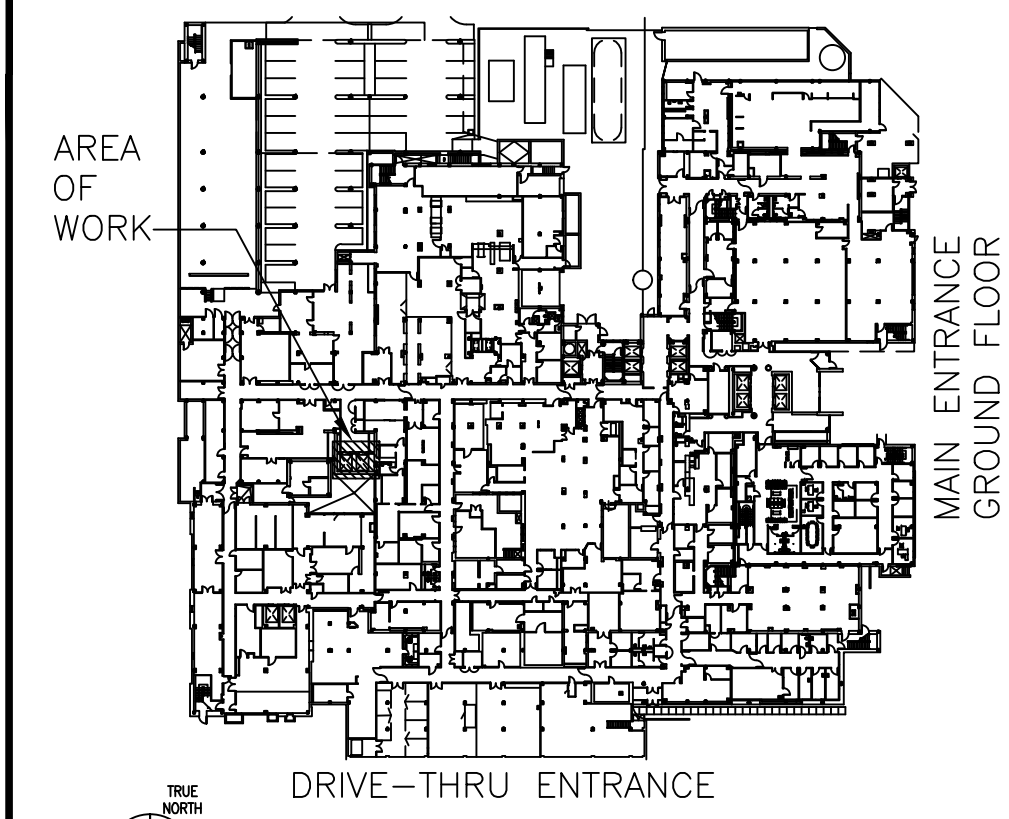 AREA
OF
WORK
MAIN ENTRANCE
GROUND FLOOR
DRIVE-THRU ENTRANCE
TRUE
NORTH